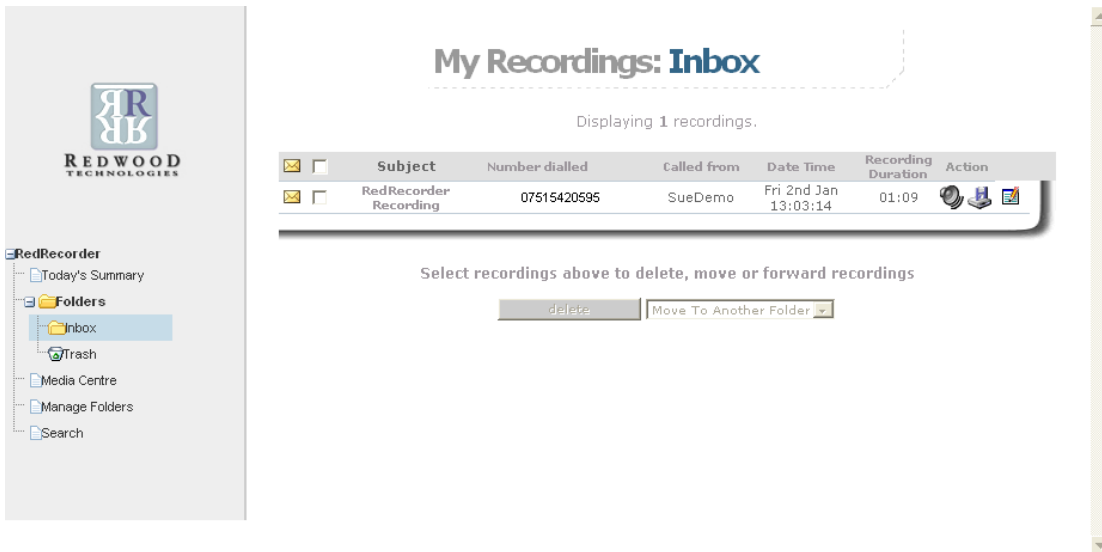 My Recordings: Inbox
Displaying 1 recordings.
RR
RR
REDWOOD
TECHNOLOGIES
Subject Number dialled Called from Date Time Recording Duration Action
RedRecorder Recording 07515420595 SueDemo Fri 2nd Jan 13:03:14 01:09
RedRecorder
Today's Summary
Folders
Inbox
Trash
Media Centre
Manage Folders
Search
Select recordings above to delete, move or forward recordings
delete Move To Another Folder